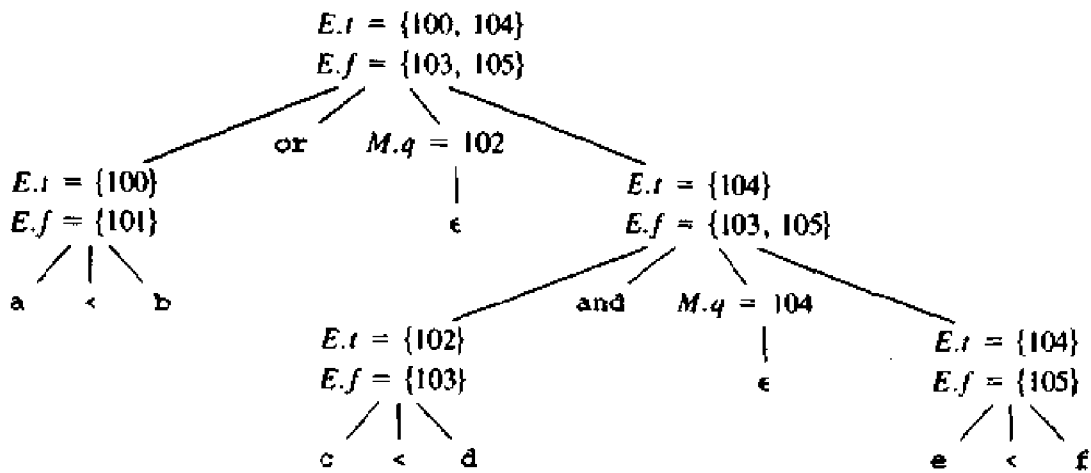 E.t = {100, 104}
E.f = {103, 105}
or M.q = 102
E.t = {100}
E.f = {101}
ϵ
E.t = {104}
E.f = {103, 105}
a < b
and M.q = 104
E.t = {102}
E.f = {103}
ϵ
E.t = {104}
E.f = {105}
c < d
e < f